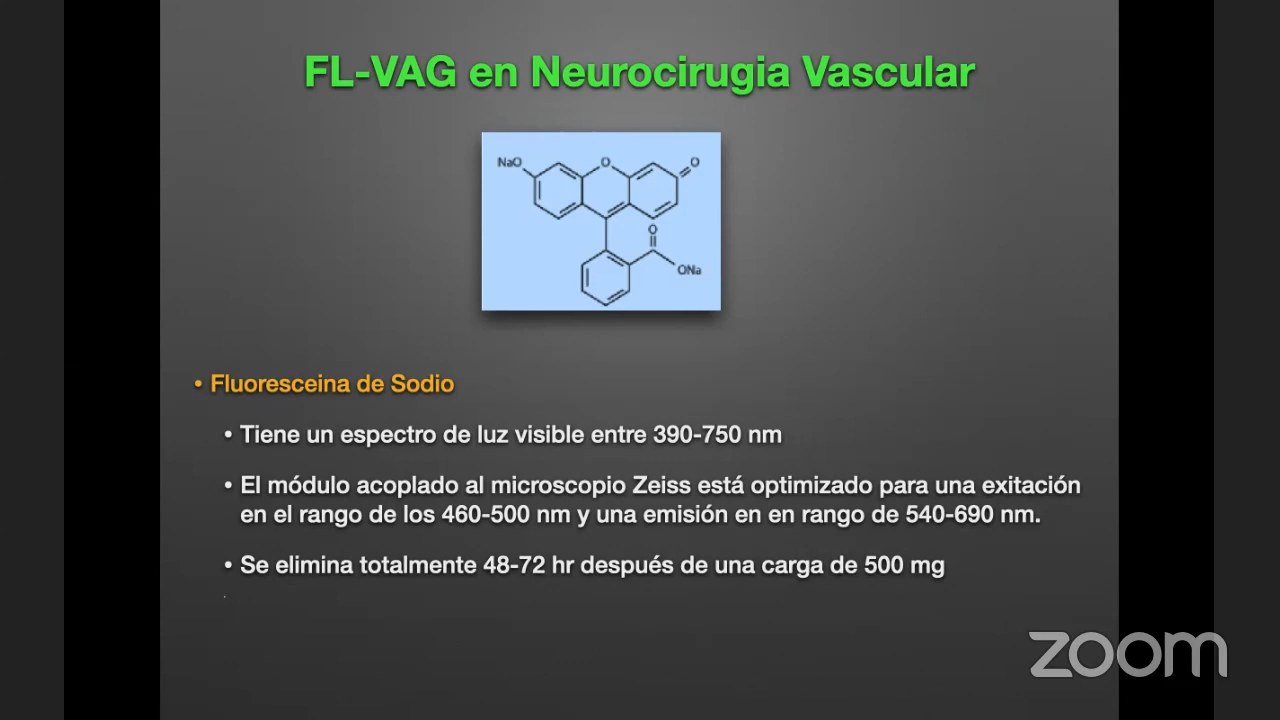 FL-VAG en Neurocirugia Vascular
NaO
O
O
O
ONa
• Fluoresceina de Sodio
• Tiene un espectro de luz visible entre 390-750 nm
• El módulo acoplado al microscopio Zeiss está optimizado para una exitación
en el rango de los 460-500 nm y una emisión en en rango de 540-690 nm.
• Se elimina totalmente 48-72 hr después de una carga de 500 mg
zoom